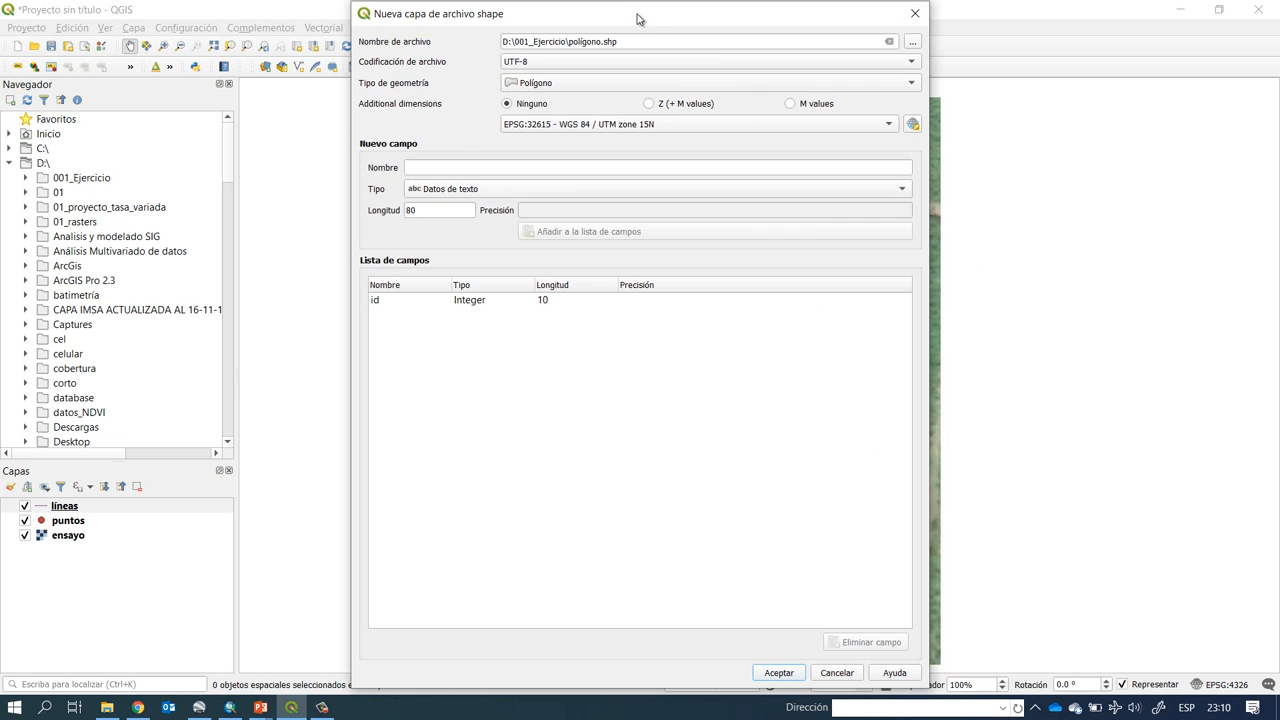 *Proyecto sin título - QGIS
Proyecto Edición Ver Capa Configuración Complementos Vectorial
Navegador
Favoritos
Inicio
C:\
D:\
001_Ejercicio
01
01_proyecto_tasa_variada
01_rasters
Analisis y modelado SIG
Análisis Multivariado de datos
ArcGis
ArcGIS Pro 2.3
batimetría
CAPA IMSA ACTUALIZADA AL 16-11-1
Captures
cel
celular
cobertura
corto
database
datos_NDVI
Descargas
Desktop
Capas
líneas
puntos
ensayo
Nueva capa de archivo shape
Nombre de archivo D:\001_Ejercicio\polígono.shp ...
Codificación de archivo UTF-8
Tipo de geometría Polígono
Additional dimensions Ninguno Z (+ M values) M values
EPSG:32615 - WGS 84 / UTM zone 15N
Nuevo campo
Nombre
Tipo abc Datos de texto
Longitud 80 Precisión
Añadir a la lista de campos
Lista de campos
Nombre Tipo Longitud Precisión
id Integer 10
Eliminar campo
Aceptar Cancelar Ayuda
Escriba para localizar (Ctrl+K) 0 objetos espaciales seleccionados 100% Rotación 0.0 ° Representar EPSG:4326
Dirección ESP 23:10